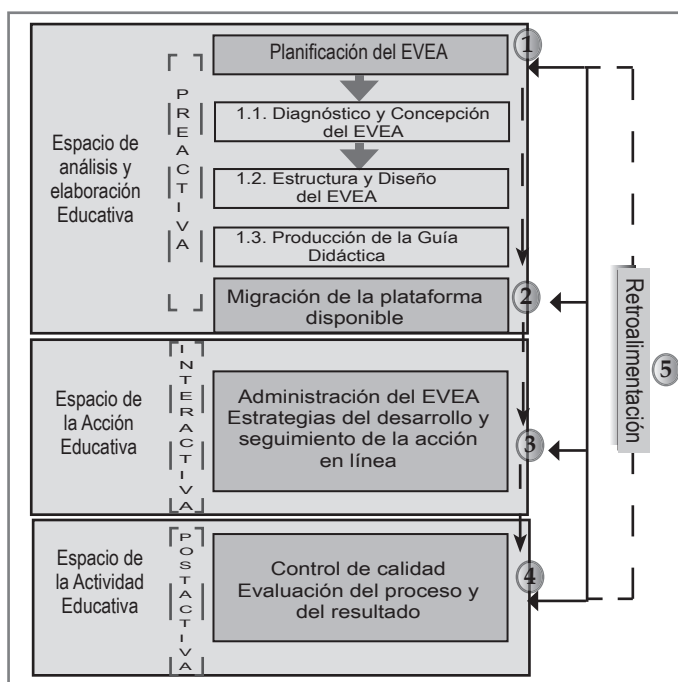 Planificación del EVEA
1
1.1. Diagnóstico y Concepción
del EVEA
1.2. Estructura y Diseño
del EVEA
1.3. Producción de la Guía
Didáctica
Migración de la plataforma
disponible
2
Espacio de
análisis y
elaboración
Educativa
PREACTIVA
Espacio de
la Acción
Educativa
INTERACTIVA
Administración del EVEA
Estrategias del desarrollo y
seguimiento de la acción
en línea
3
Espacio de
la Actividad
Educativa
POSTACTIVA
Control de calidad
Evaluación del proceso y
del resultado
4
Retroalimentación
5